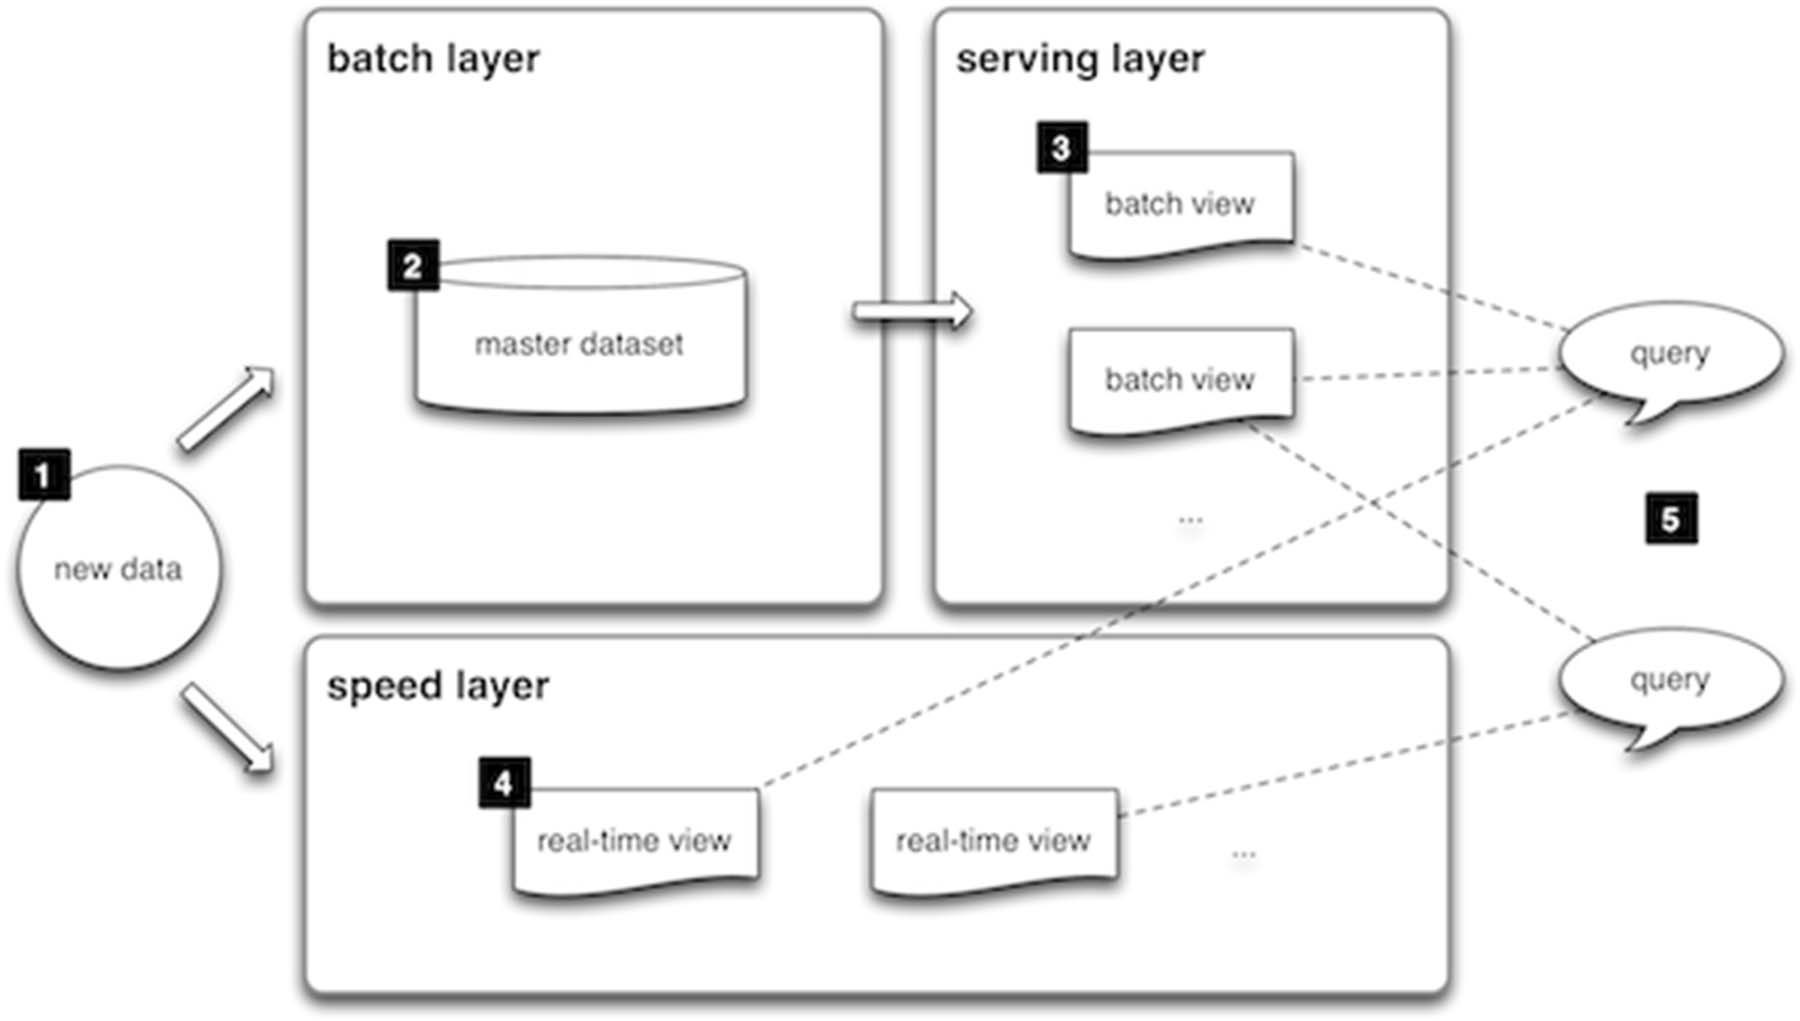 batch layer
serving layer
3
batch view
2
master dataset
batch view
query
1
new data
...
5
speed layer
query
4
real-time view
real-time view
...